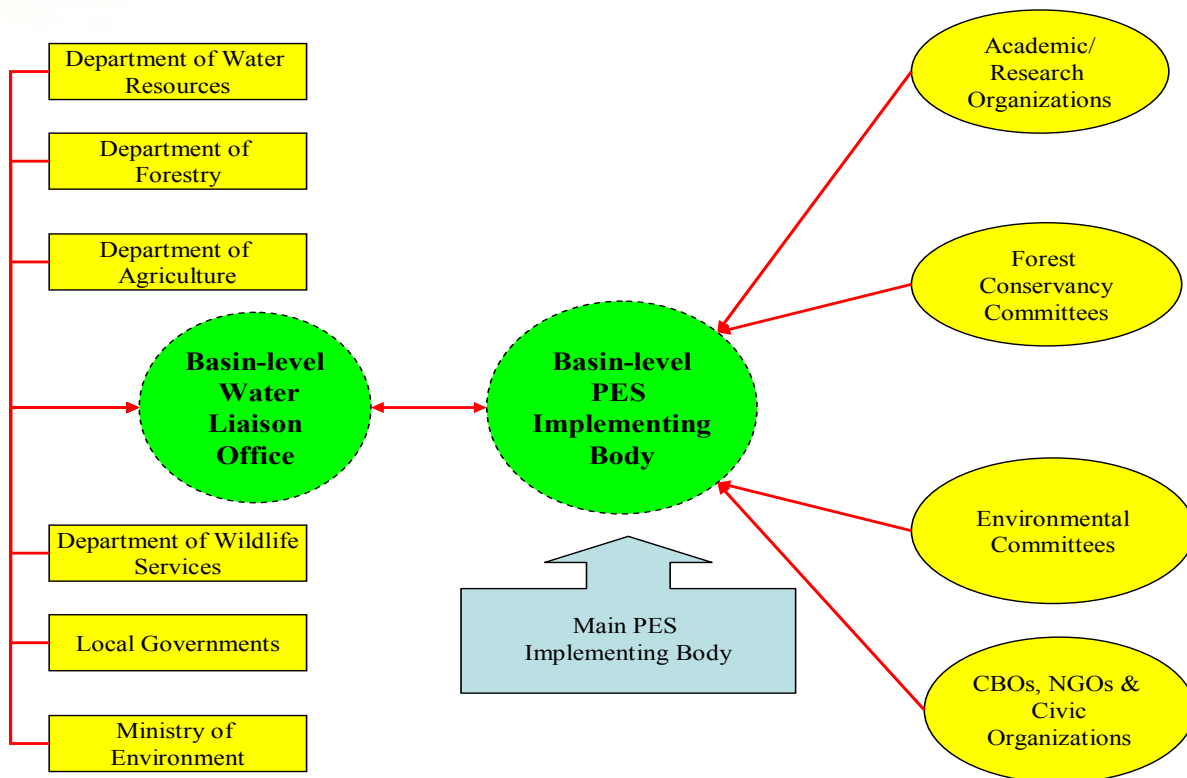 Department of Water
Resources
Department of
Forestry
Department of
Agriculture
Basin-level
Water
Liaison
Office
Department of Wildlife
Services
Local Governments
Ministry of
Environment
Basin-level
PES
Implementing
Body
Main PES
Implementing Body
Academic/
Research
Organizations
Forest
Conservancy
Committees
Environmental
Committees
CBOs, NGOs &
Civic
Organizations